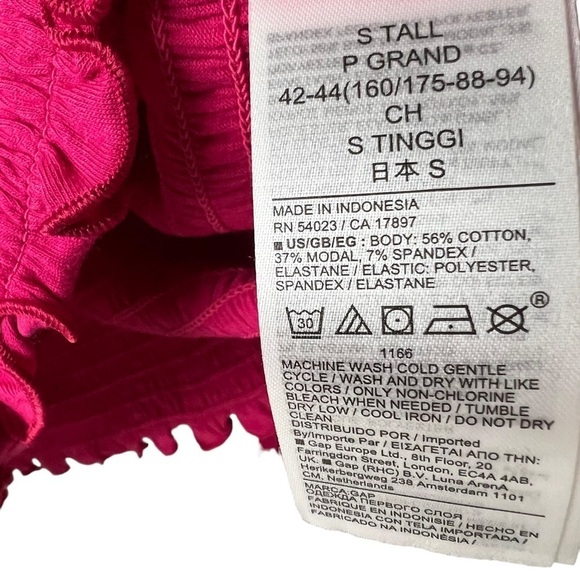 S TALL
P GRAND
42-44(160/175-88-94)
CH
S TINGGI
日本 S
MADE IN INDONESIA
RN 54023 / CA 17897
US/GB/EG : BODY: 56% COTTON,
37% MODAL, 7% SPANDEX /
ELASTANE / ELASTIC: POLYESTER,
SPANDEX / ELASTANE
30
®
1166
MACHINE WASH COLD GENTLE
CYCLE / WASH AND DRY WITH LIKE
COLORS / ONLY NON-CHLORINE
BLEACH WHEN NEEDED / TUMBLE
DRY LOW / COOL IRON / DO NOT DRY
CLEAN
DISTRIBUIDO POR / Imported
By/Importe Par / ΕΙΣΑΓΕΤΑΙ ΑΠΟ ΤΗΝ:
Gap Europe Ltd., 8th Floor, 20
Farringdon Street, London, EC4A 4AB.
UK. Gap (RHC) B.V. Luna ArenA
Herikerbergweg 238 Amsterdam 1101
CM. Netherlands
МАРСА GAP
ОДЕЖДА ПЕРВОГО СЛОЯ
FABRIQUE EN INDONISIE / HECHO EN
INDONESIA CON TELA IMPORTADA /
FABRICADO NA INDONÉSIA /